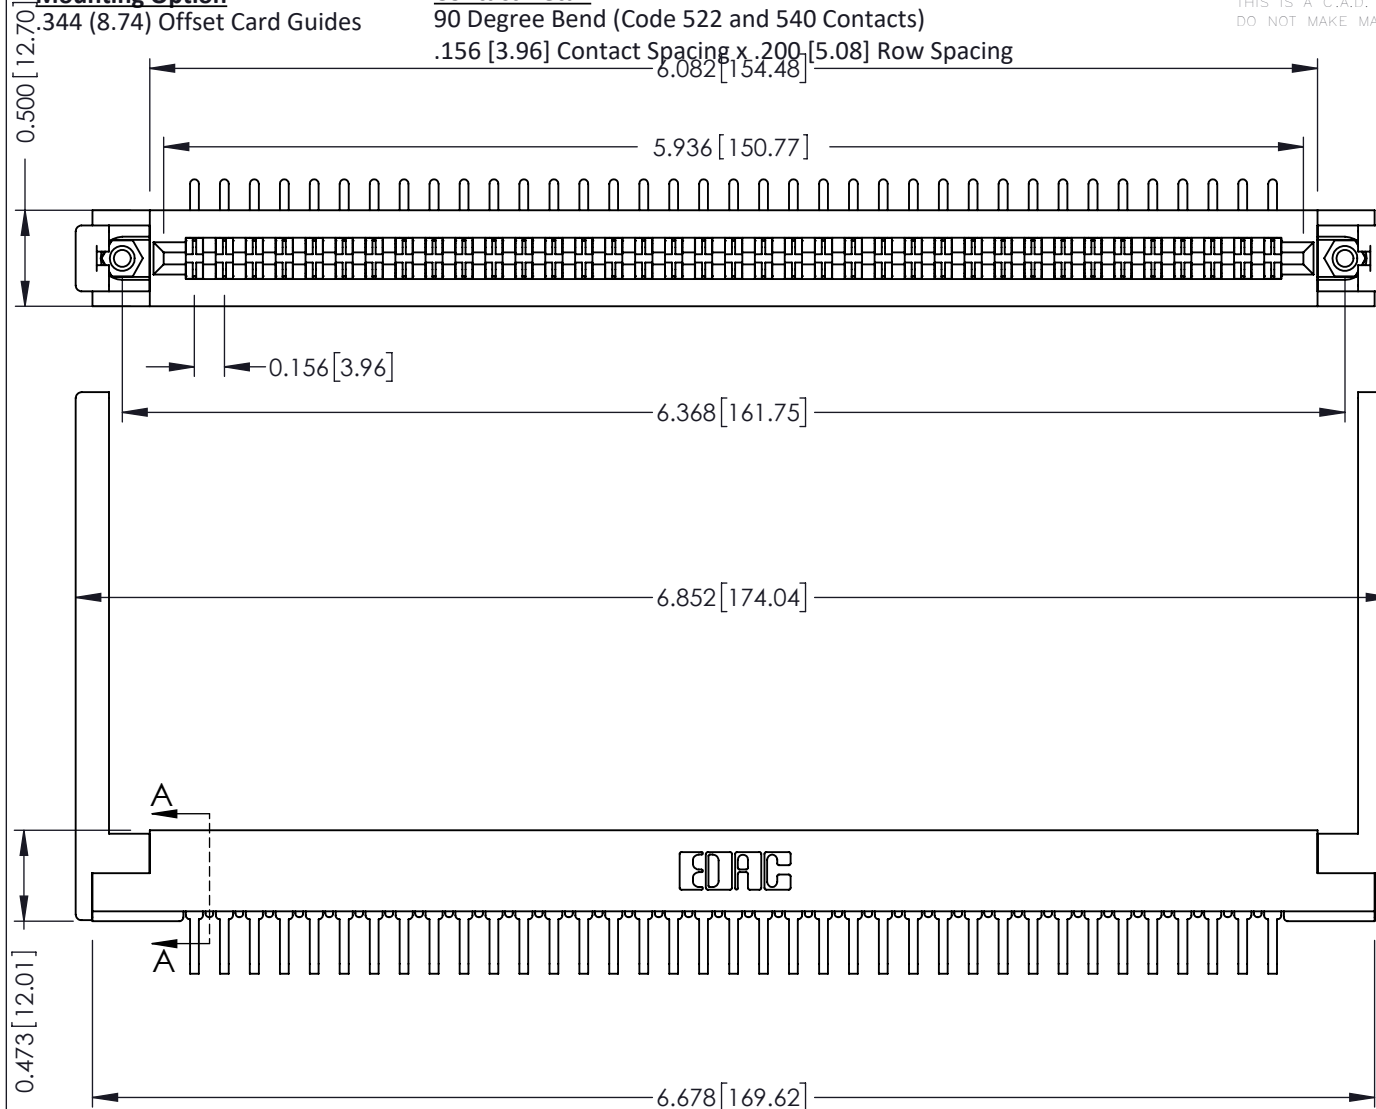 Mounting Option
.344 (8.74) Offset Card Guides
90 Degree Bend (Code 522 and 540 Contacts)
.156 [3.96] Contact Spacing x .200 [5.08] Row Spacing
THIS IS A C.A.D.
DO NOT MAKE MA
0.500 [12.70]
6.082 [154.48]
5.936 [150.77]
0.156 [3.96]
6.368 [161.75]
6.852 [174.04]
A
EDAC
A
0.473 [12.01]
6.678 [169.62]